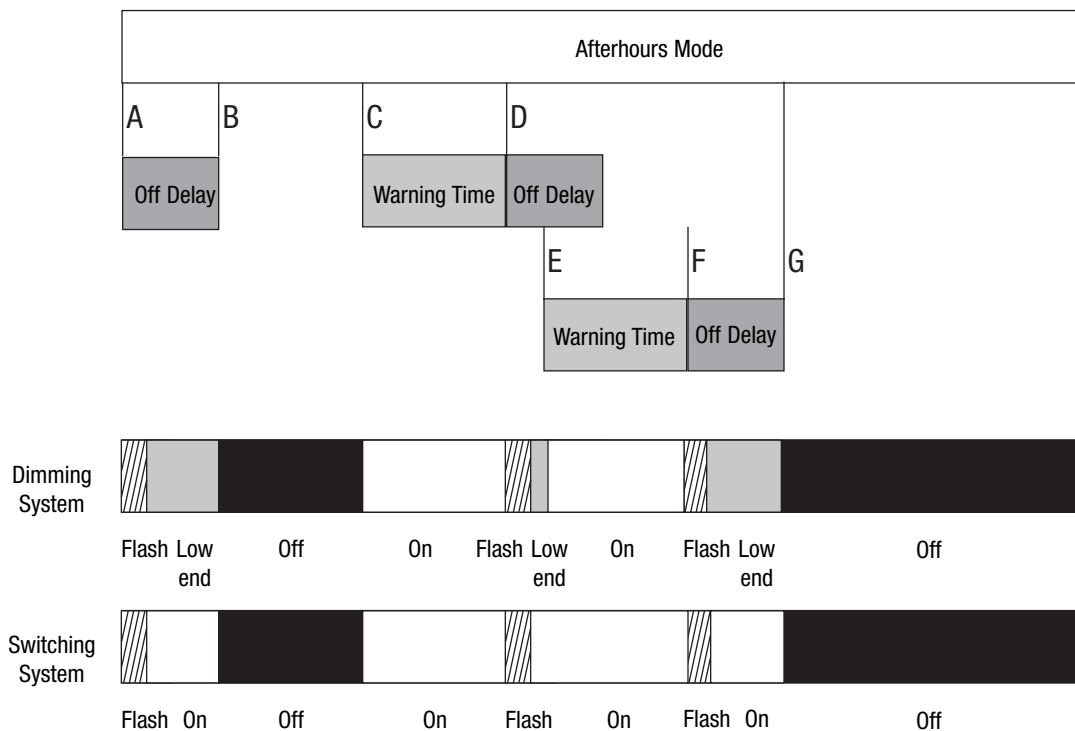 Afterhours Mode
A B C D
Off Delay Warning Time Off Delay
E F G
Warning Time Off Delay
Dimming
System
Flash Low Off On Flash Low On Flash Low Off
end end end
Switching
System
Flash On Off On Flash On Flash On Off